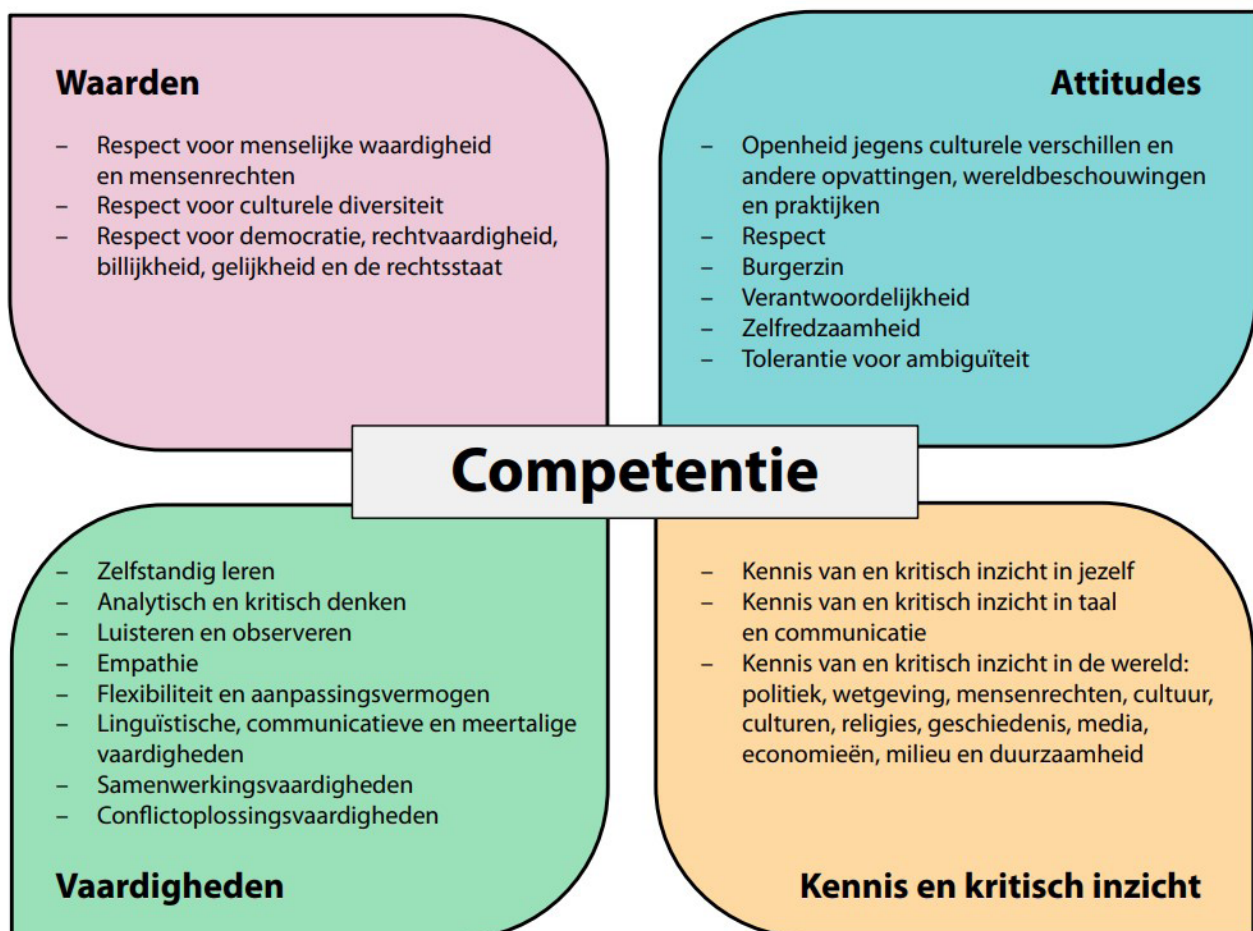 Waarden
– Respect voor menselijke waardigheid
en mensenrechten
– Respect voor culturele diversiteit
– Respect voor democratie, rechtvaardigheid,
billijkheid, gelijkheid en de rechtsstaat
Attitudes
– Openheid jegens culturele verschillen en
andere opvattingen, wereldbeschouwingen
en praktijken
– Respect
– Burgerzin
– Verantwoordelijkheid
– Zelfredzaamheid
– Tolerantie voor ambiguïteit
Competentie
– Zelfstandig leren
– Analytisch en kritisch denken
– Luisteren en observeren
– Empathie
– Flexibiliteit en aanpassingsvermogen
– Linguïstische, communicatieve en meertalige
vaardigheden
– Samenwerkingsvaardigheden
– Conflictoplossingsvaardigheden
Vaardigheden
– Kennis van en kritisch inzicht in jezelf
– Kennis van en kritisch inzicht in taal
en communicatie
– Kennis van en kritisch inzicht in de wereld:
politiek, wetgeving, mensenrechten, cultuur,
culturen, religies, geschiedenis, media,
economieën, milieu en duurzaamheid
Kennis en kritisch inzicht